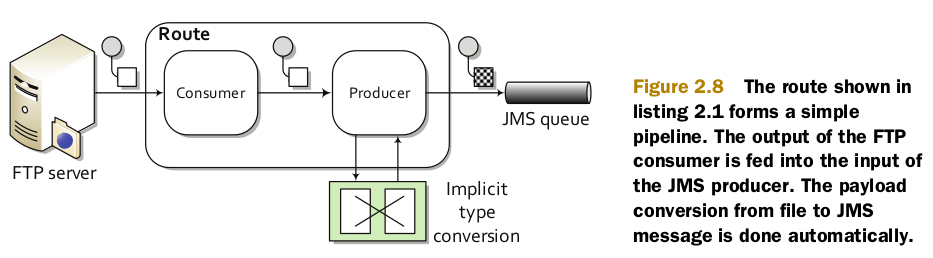 Route
Consumer
Producer
FTP server
JMS queue
Implicit
type
conversion
Figure 2.8 The route shown in
listing 2.1 forms a simple
pipeline. The output of the FTP
consumer is fed into the input of
the JMS producer. The payload
conversion from file to JMS
message is done automatically.